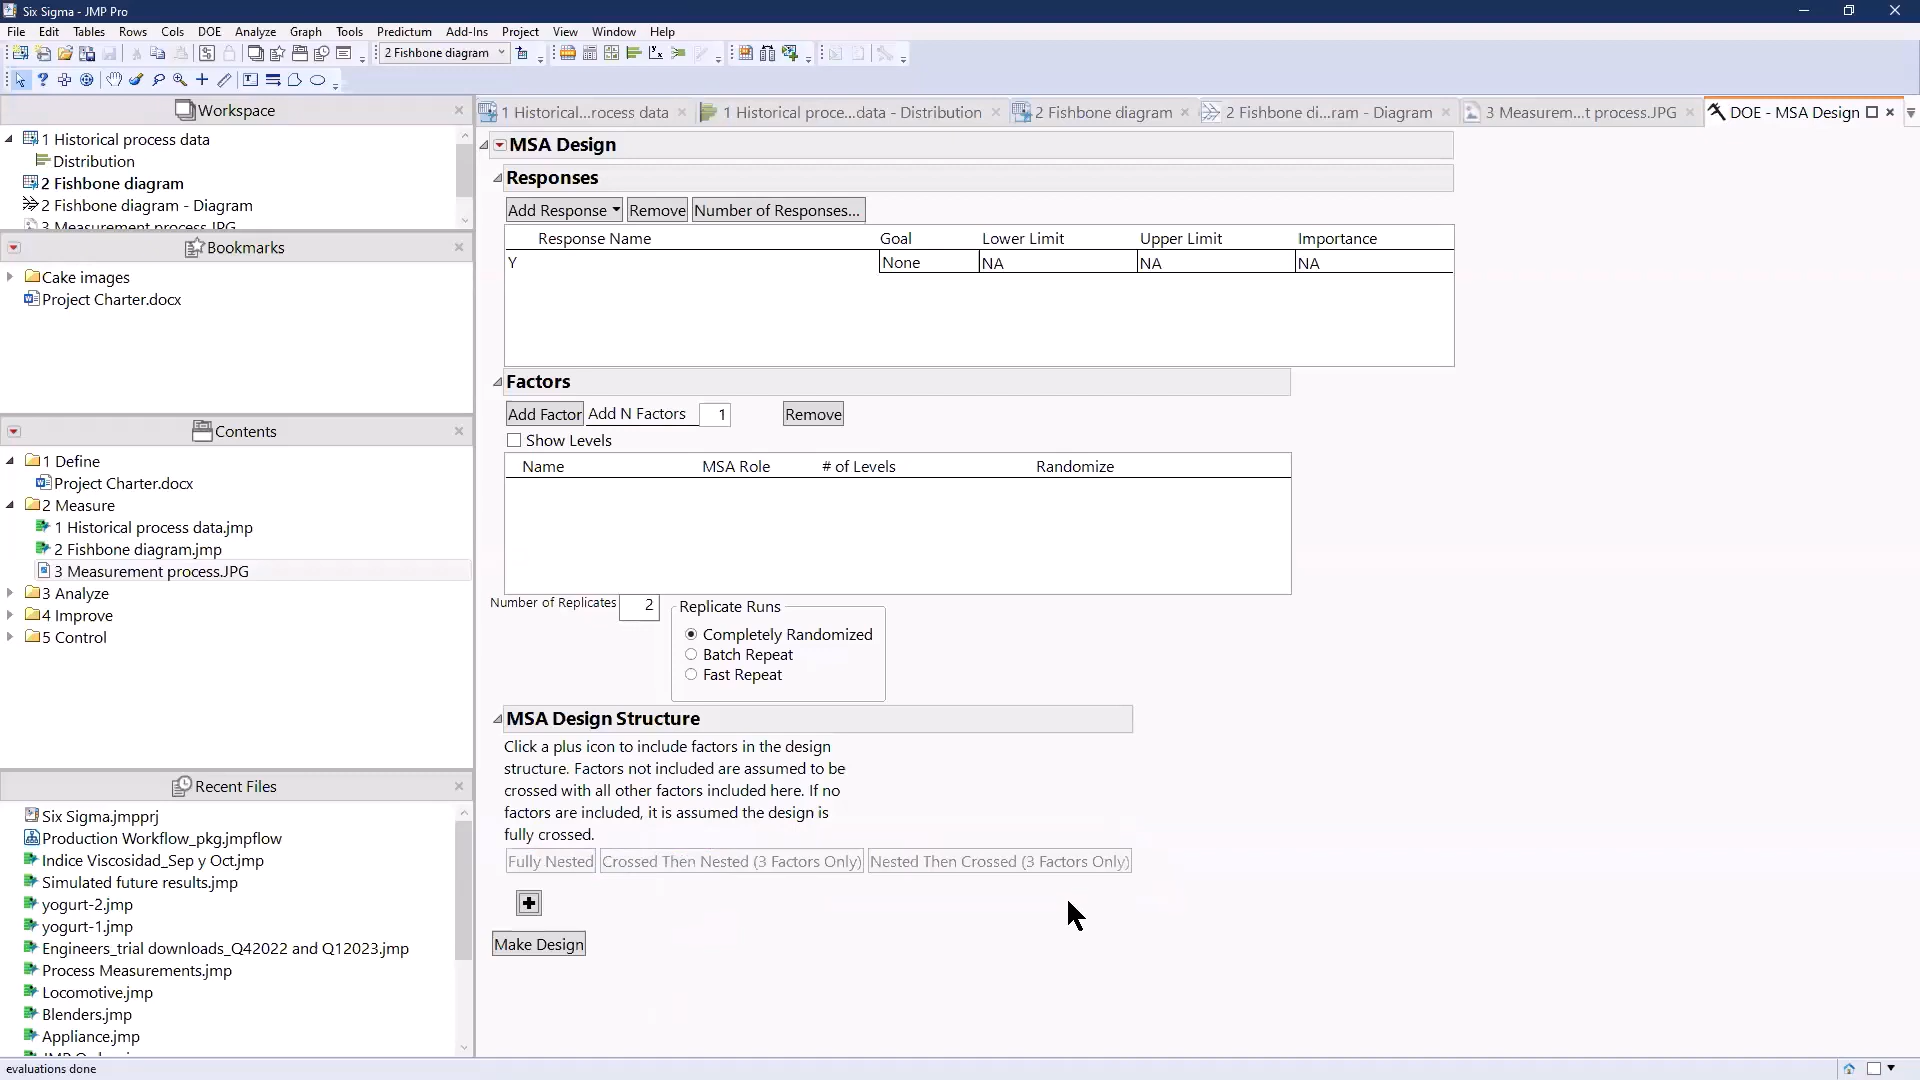 Six Sigma - JMP Pro
File Edit Tables Rows Cols DOE Analyze Graph Tools Predictum Add-Ins Project View Window Help
2 Fishbone diagram
Workspace
1 Historical process data
Distribution
2 Fishbone diagram
2 Fishbone diagram - Diagram
3 Measurement process.JPG
Bookmarks
Cake images
Project Charter.docx
Contents
1 Define
Project Charter.docx
2 Measure
1 Historical process data.jmp
2 Fishbone diagram.jmp
3 Measurement process.JPG
3 Analyze
4 Improve
5 Control
Recent Files
Six Sigma.jmpprj
Production Workflow_pkg.jmpflow
Indice Viscosidad_Sep y Oct.jmp
Simulated future results.jmp
yogurt-2.jmp
yogurt-1.jmp
Engineers_trial downloads_Q42022 and Q12023.jmp
Process Measurements.jmp
Locomotive.jmp
Blenders.jmp
Appliance.jmp
1 Historical...rocess data
1 Historical proce...data - Distribution
2 Fishbone diagram
2 Fishbone di...ram - Diagram
3 Measurem...t process.JPG
DOE - MSA Design
MSA Design
Responses
Add Response Remove Number of Responses...
Response Name Goal Lower Limit Upper Limit Importance
Y None NA NA NA
Factors
Add Factor Add N Factors 1 Remove
Show Levels
Name MSA Role # of Levels Randomize
Number of Replicates 2
Replicate Runs
Completely Randomized
Batch Repeat
Fast Repeat
MSA Design Structure
Click a plus icon to include factors in the design
structure. Factors not included are assumed to be
crossed with all other factors included here. If no
factors are included, it is assumed the design is
fully crossed.
Fully Nested Crossed Then Nested (3 Factors Only) Nested Then Crossed (3 Factors Only)
Make Design
evaluations done